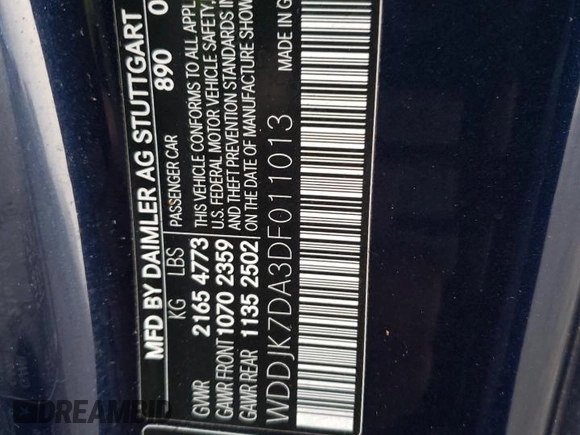 MFD BY DAIMLER AG STUTTGART
890 0
KG LBS PASSENGER CAR
GVWR 2165 4773
GAWR FRONT 1070 2359
GAWR REAR 1135 2502
THIS VEHICLE CONFORMS TO ALL APPL
U.S. FEDERAL MOTOR VEHICLE SAFETY,
AND THEFT PREVENTION STANDARDS IN
ON THE DATE OF MANUFACTURE SHOW
WDDJK7DA3DF011013 MADE IN G
DREAMBID